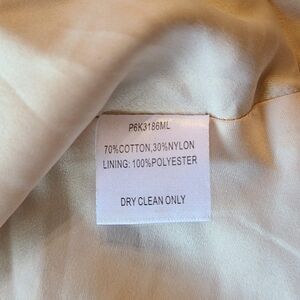 P6K3186ML
70%COTTON,30%NYLON
LINING: 100%POLYESTER
DRY CLEAN ONLY